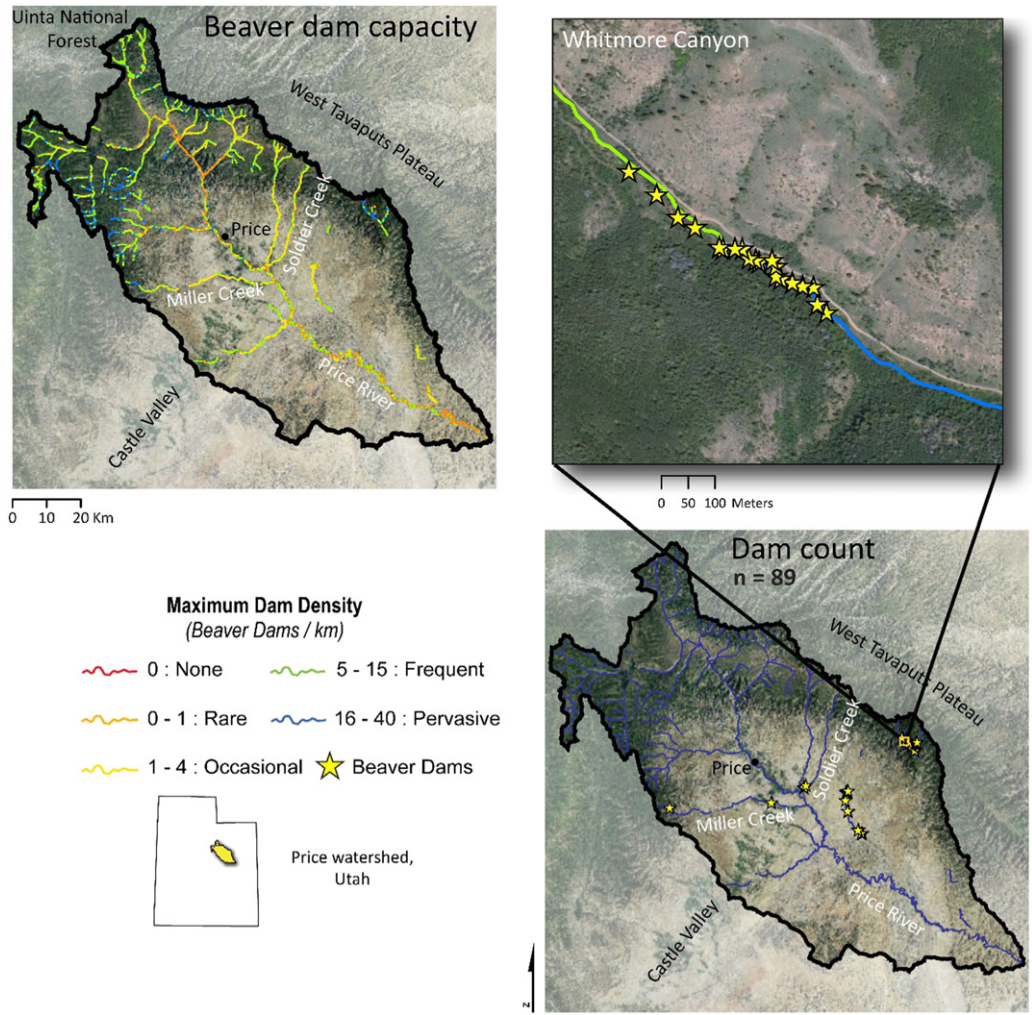 Uinta National
Forest
Beaver dam capacity
West Tavaputs Plateau
Price
Soldier Creek
Miller Creek
Price River
Castle Valley
0 10 20 Km
Whitmore Canyon
0 50 100 Meters
Maximum Dam Density
(Beaver Dams / km)
0 : None
5 - 15 : Frequent
0 - 1 : Rare
16 - 40 : Pervasive
1 - 4 : Occasional
Beaver Dams
Price watershed,
Utah
Dam count
n = 89
West Tavaputs Plateau
Price
Soldier Creek
Miller Creek
Price River
Castle Valley
N